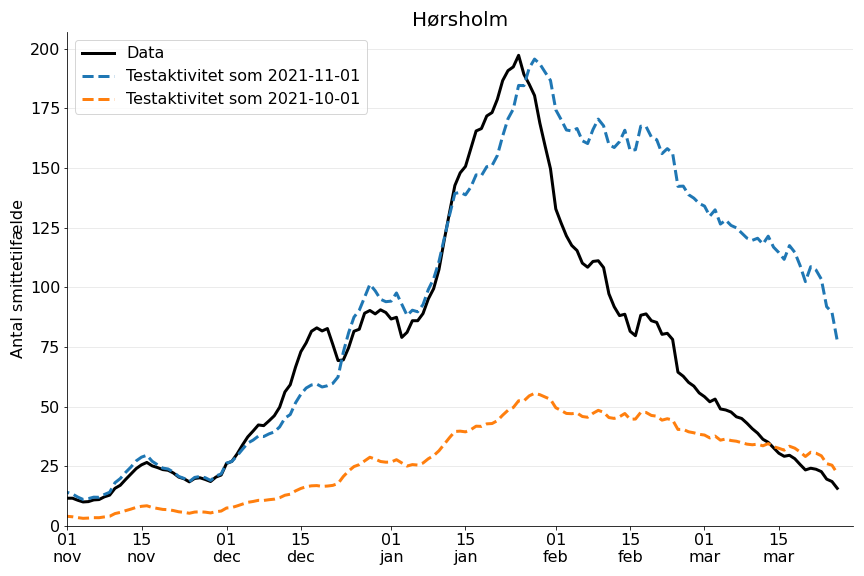 Hørsholm
Data
Testaktivitet som 2021-11-01
Testaktivitet som 2021-10-01
Antal smittetilfælde
200
175
150
125
100
75
50
25
0
01 15 01 15 01 15 01 15 01 15
nov nov dec dec jan jan feb feb mar mar